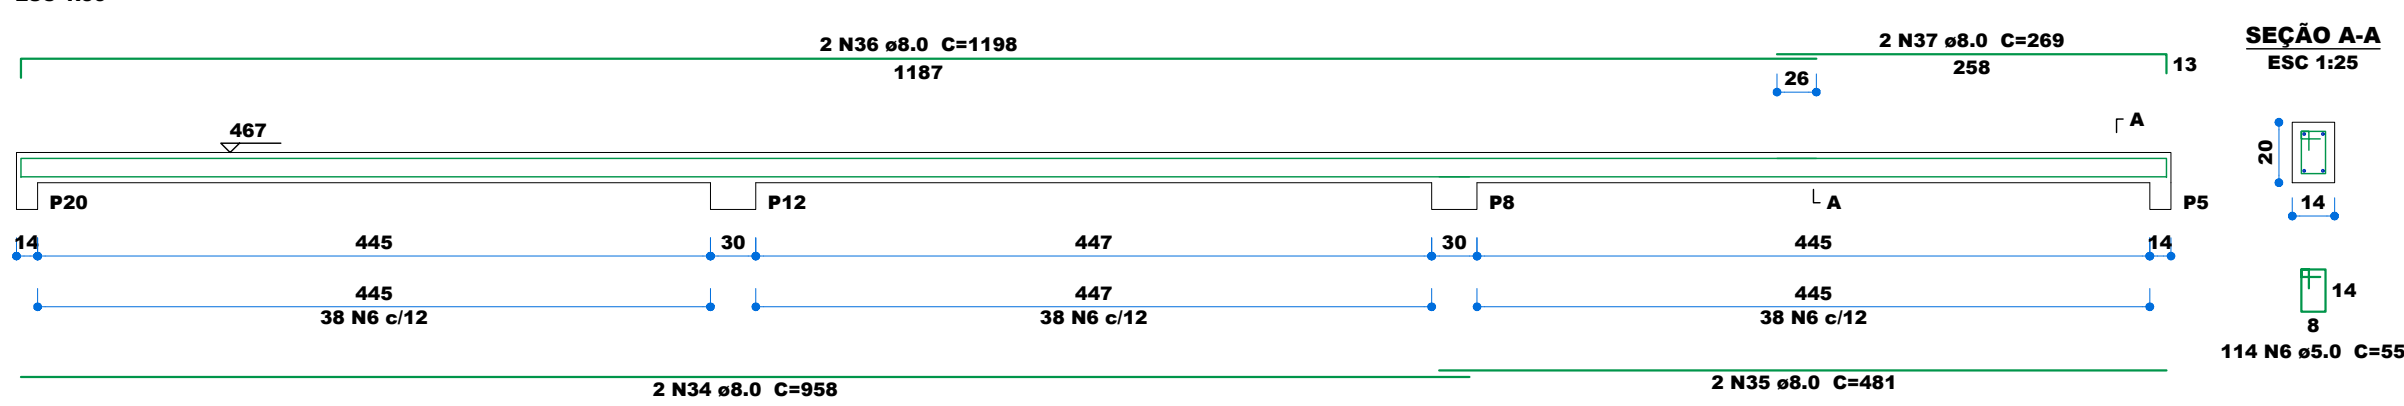 2 N36 ø8.0 C=1198
1187
2 N37 ø8.0 C=269
258
13
26
SEÇÃO A-A
ESC 1:25
467
A
20
14
P20
P12
P8
A
P5
14
445
30
447
30
445
14
445
38 N6 c/12
447
38 N6 c/12
445
38 N6 c/12
14
8
114 N6 ø5.0 C=55
2 N34 ø8.0 C=958
2 N35 ø8.0 C=481